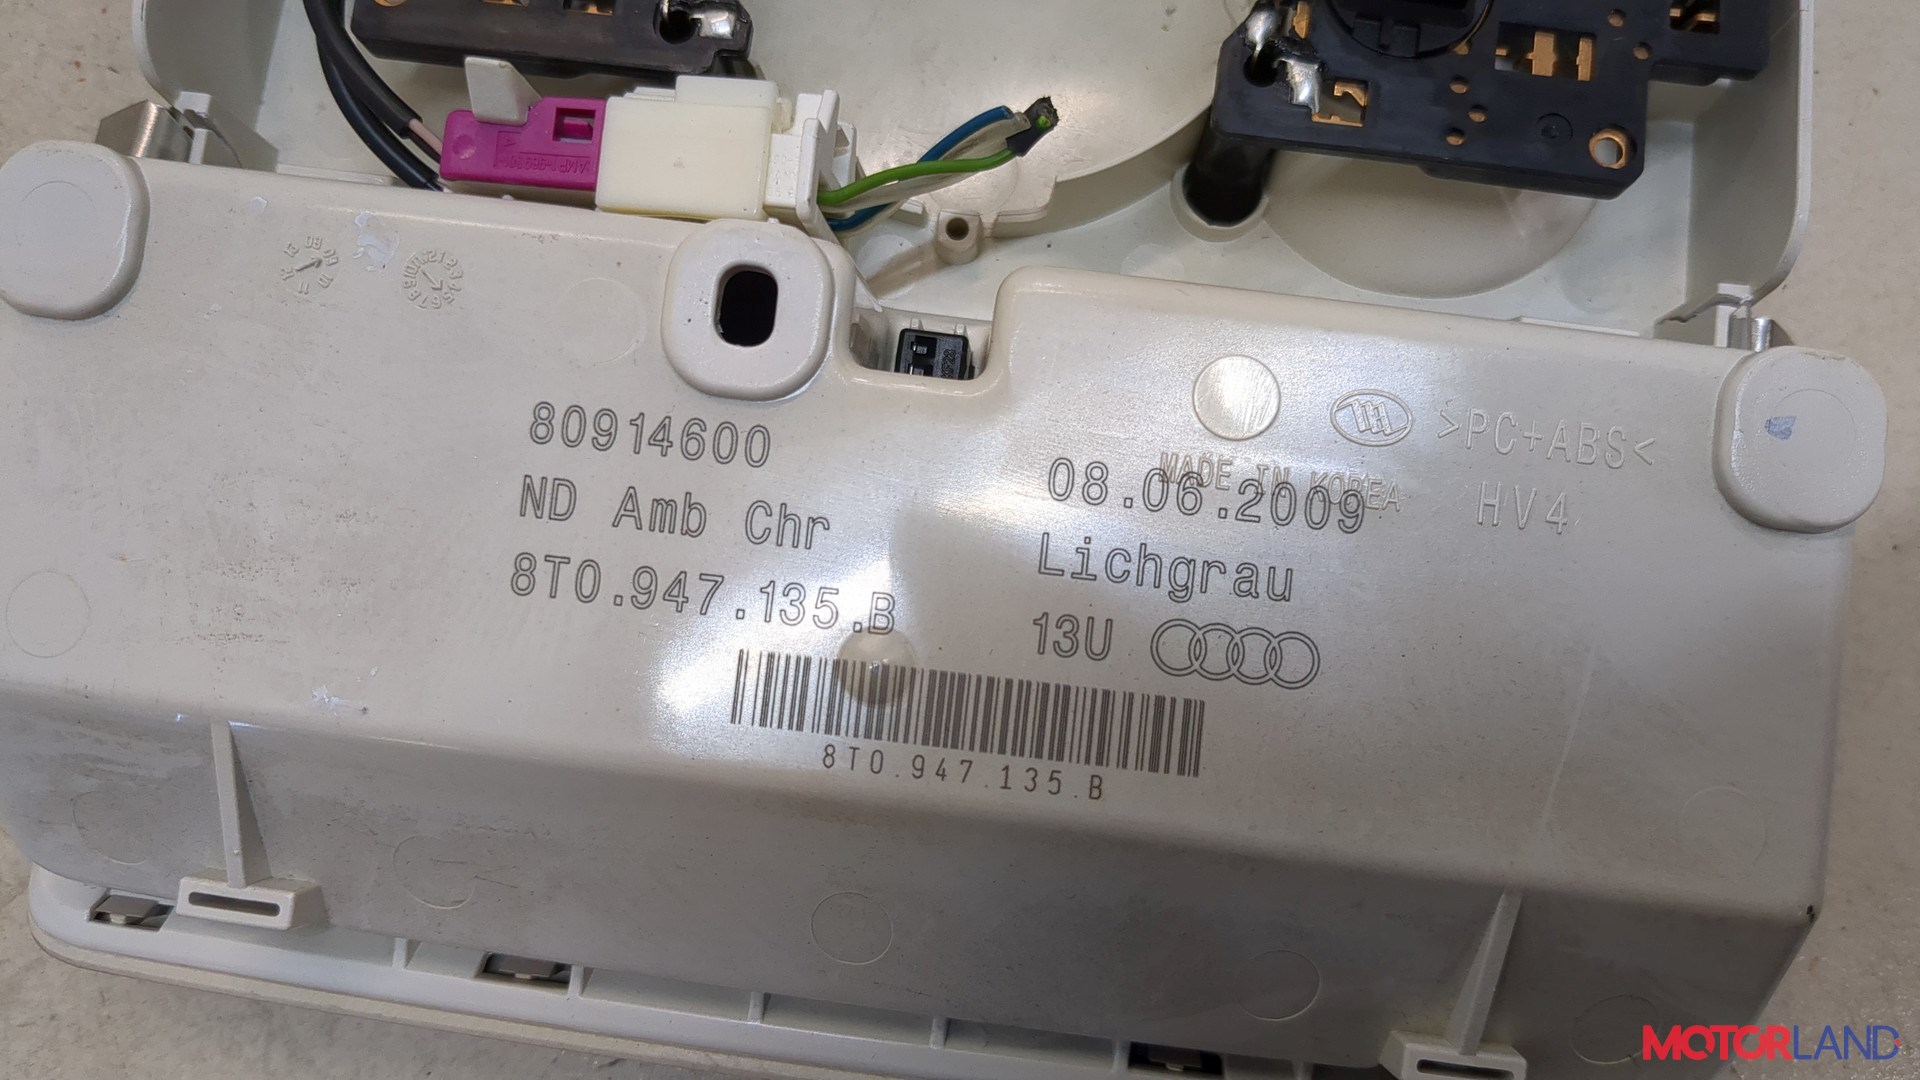 80914600
ND Amb Chr
8T0.947.135.B
08.06.2009
Lichgrau
13U
8T0.947.135.B
>PC+ABS<
MADE IN KOREA
HV4
MOTORLAND